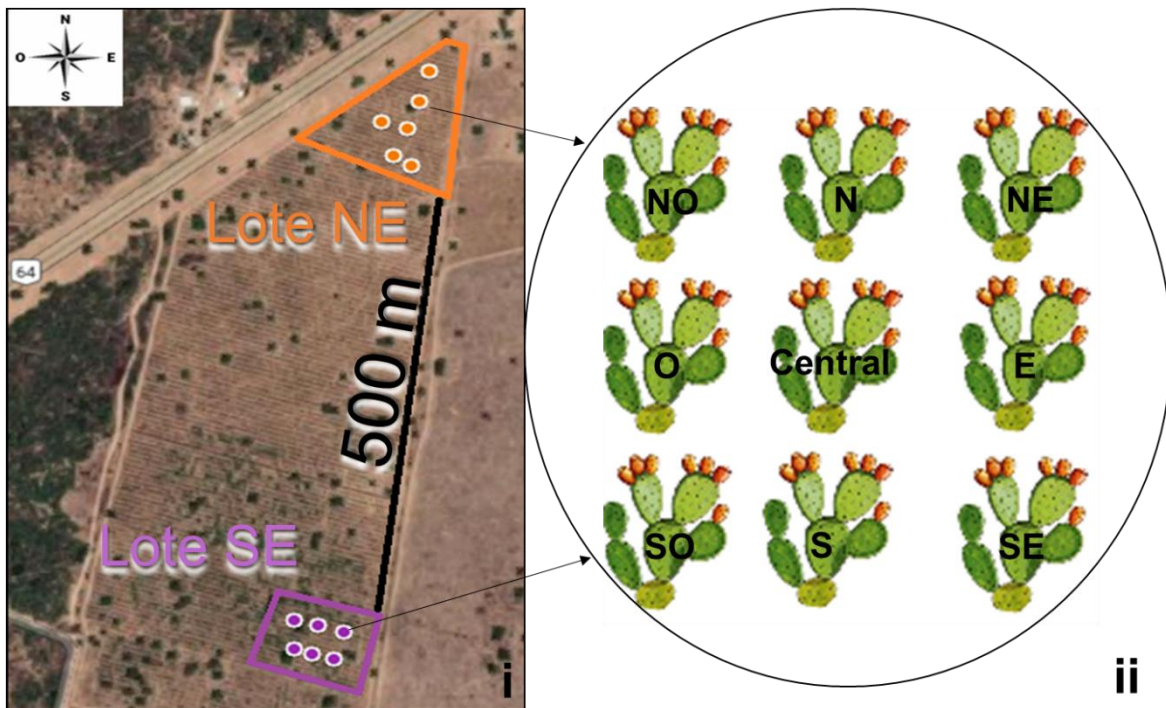 N
O E
S
64
Lote NE
500 m
Lote SE
i
NO N NE
O Central E
SO S SE
ii